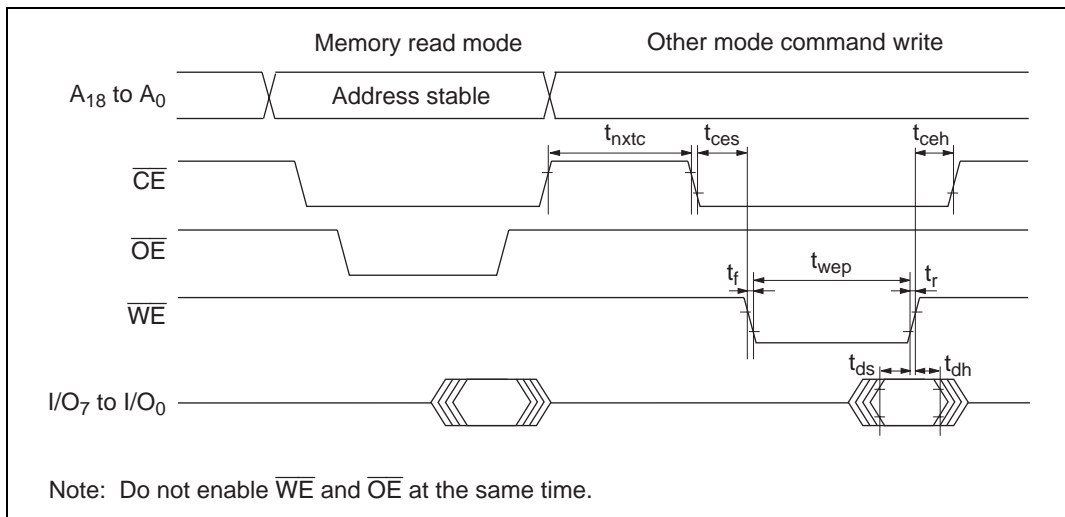 Memory read mode Other mode command write
A18 to A0 Address stable
tnxtc tces tceh
CE
OE
tf twep tr
WE
tds tdh
I/O7 to I/O0
Note: Do not enable WE and OE at the same time.